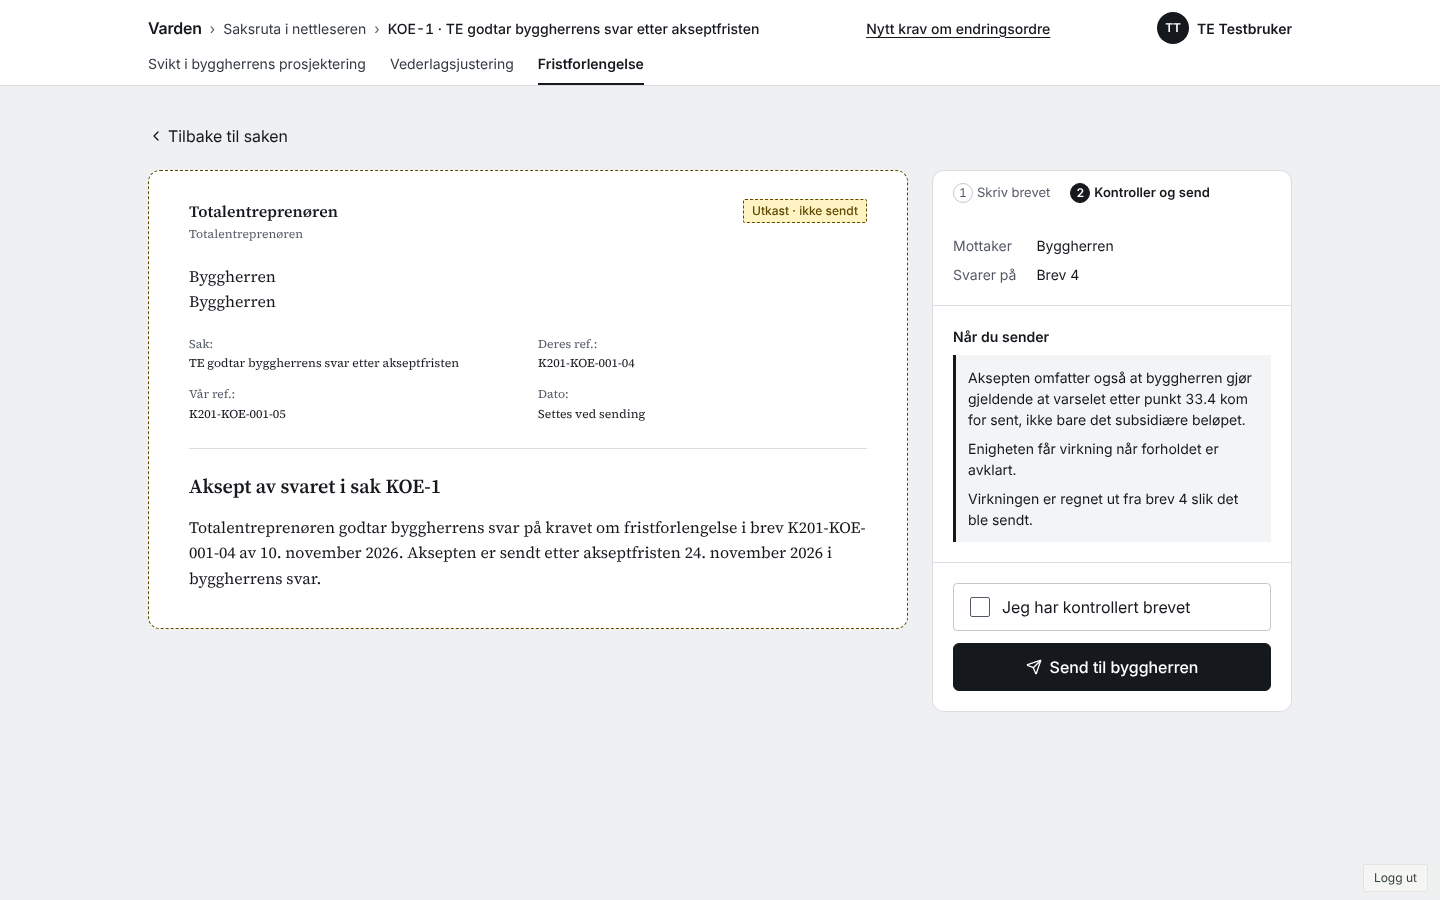 Varden › Saksruta i nettleseren › KOE-1 · TE godtar byggherrens svar etter akseptfristen
Nytt krav om endringsordre
TT TE Testbruker
Svikt i byggherrens prosjektering Vederlagsjustering Fristforlengelse
Tilbake til saken
Totalentreprenøren
Utkast · ikke sendt
Totalentreprenøren
Byggherren
Byggherren
Sak:
TE godtar byggherrens svar etter akseptfristen
Deres ref.:
K201-KOE-001-04
Vår ref.:
K201-KOE-001-05
Dato:
Settes ved sending
Aksept av svaret i sak KOE-1
Totalentreprenøren godtar byggherrens svar på kravet om fristforlengelse i brev K201-KOE-
001-04 av 10. november 2026. Aksepten er sendt etter akseptfristen 24. november 2026 i
byggherrens svar.
1 Skriv brevet 2 Kontroller og send
Mottaker Byggherren
Svarer på Brev 4
Når du sender
Aksepten omfatter også at byggherren gjør
gjeldende at varselet etter punkt 33.4 kom
for sent, ikke bare det subsidiære beløpet.
Enigheten får virkning når forholdet er
avklart.
Virkningen er regnet ut fra brev 4 slik det
ble sendt.
Jeg har kontrollert brevet
Send til byggherren
Logg ut